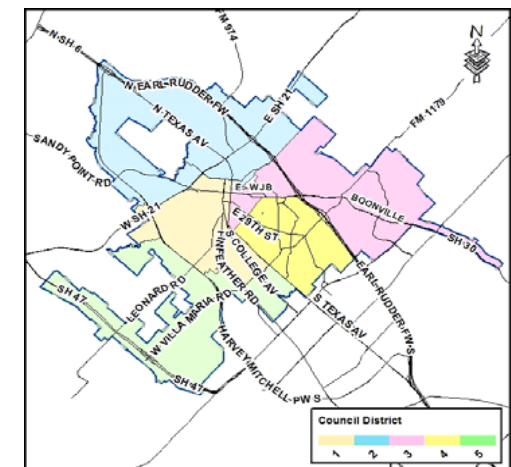 N-SH-6
FM-974
N-EARL-RUDDER-FW
E SH 21
N
N-TEXAS-AV
FM-1179
SANDY POINT-RD
E-WJB
BOONVILLE
W SH-21
E 29TH ST
SH-30
S COLLEGE AV
FINFEATHER RD
EARL-RUDDER-FW-S
LEONARD RD
SH 47
W VILLA MARIA RD
S TEXAS AV
HARVEY-MITCHELL-PW S
SH-47
Council District
1 2 3 4 5